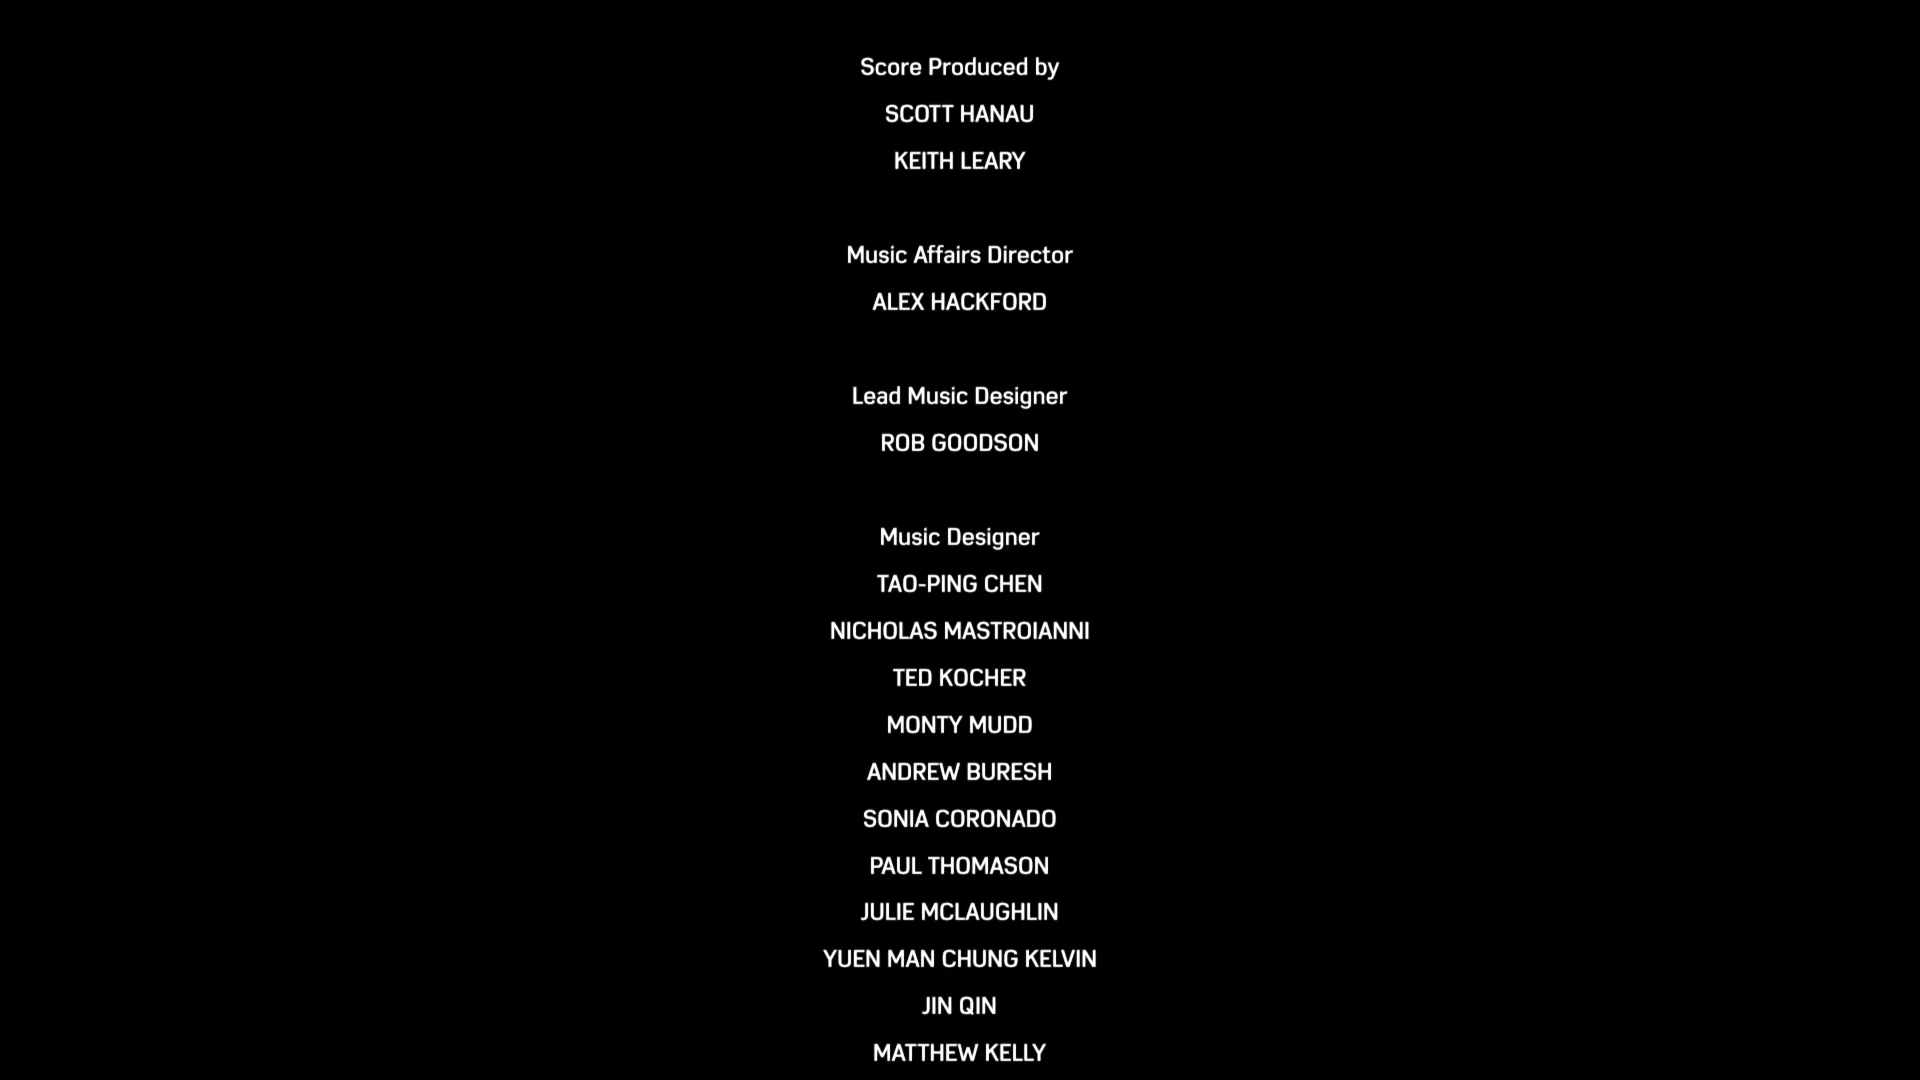 Score Produced by
SCOTT HANAU
KEITH LEARY
Music Affairs Director
ALEX HACKFORD
Lead Music Designer
ROB GOODSON
Music Designer
TAO-PING CHEN
NICHOLAS MASTROIANNI
TED KOCHER
MONTY MUDD
ANDREW BURESH
SONIA CORONADO
PAUL THOMASON
JULIE MCLAUGHLIN
YUEN MAN CHUNG KELVIN
JIN QIN
MATTHEW KELLY